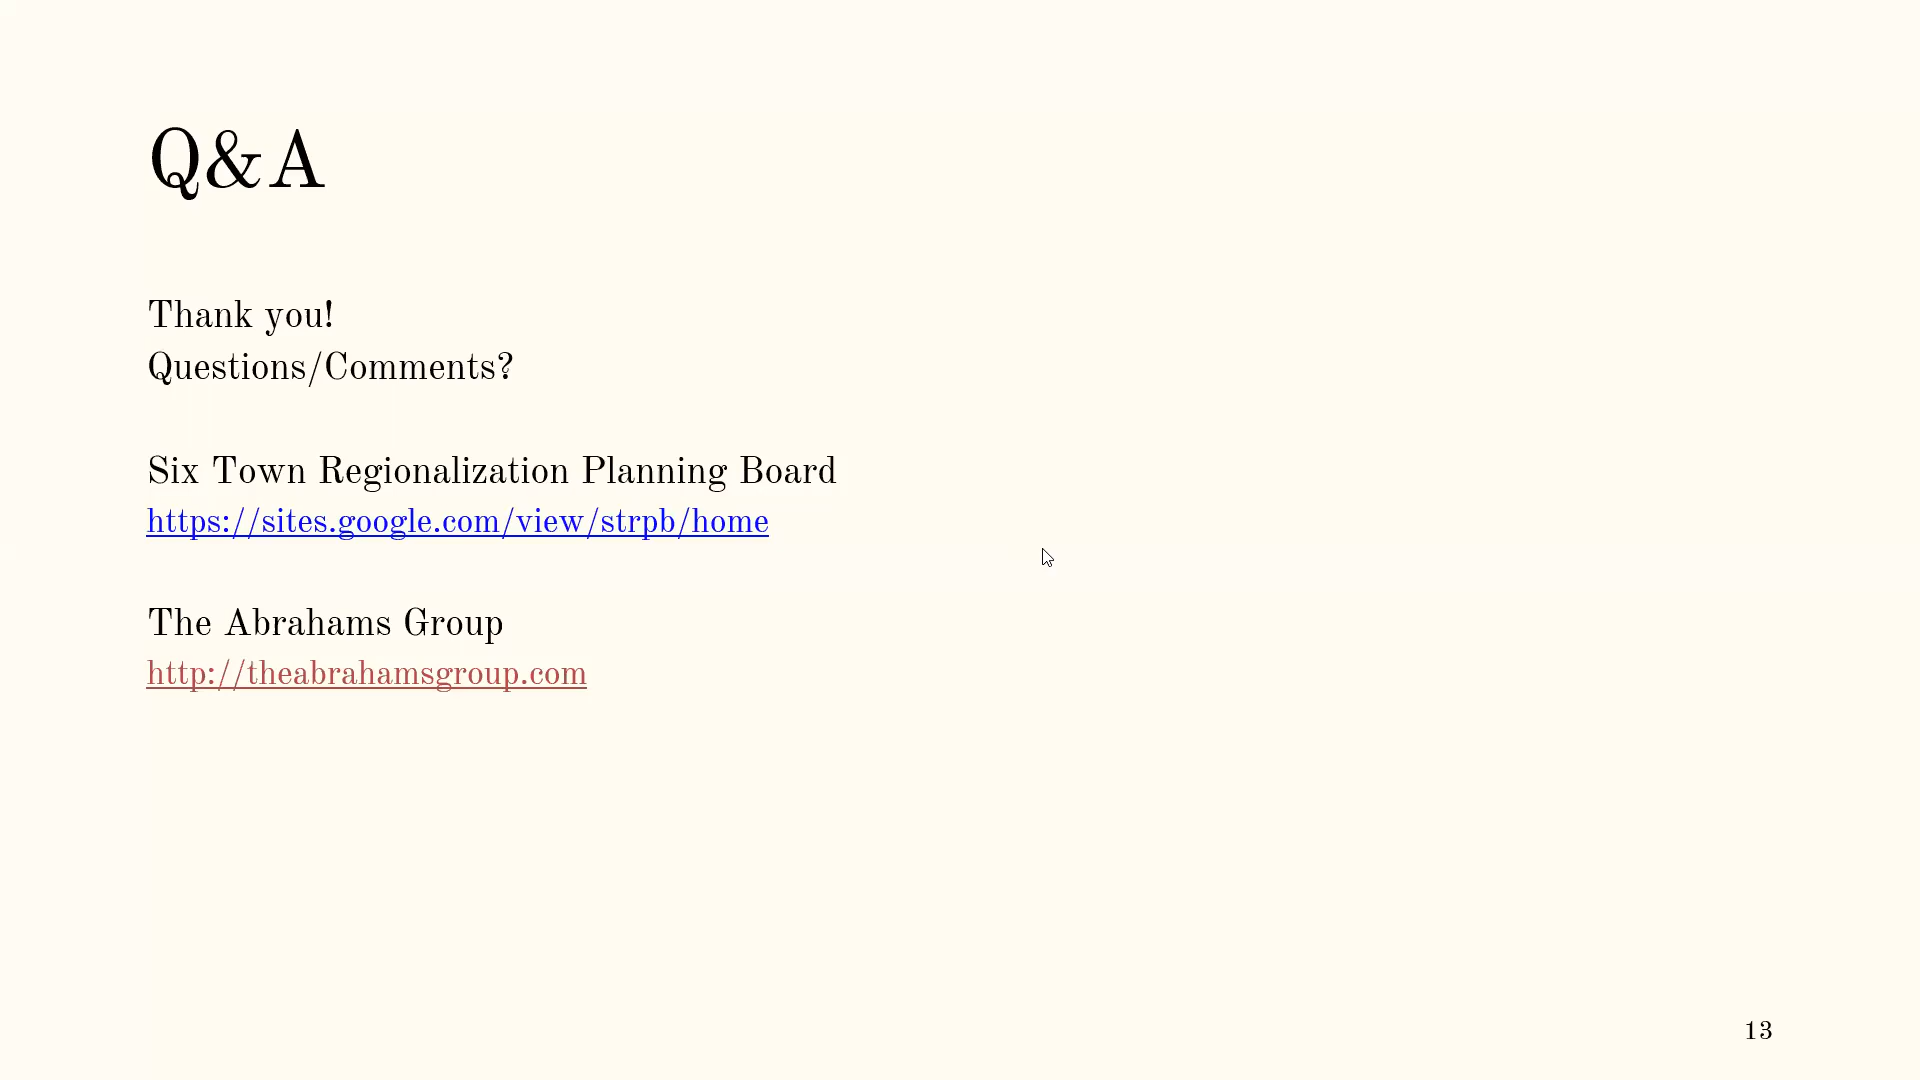 Q&A
Thank you!
Questions/Comments?
Six Town Regionalization Planning Board
https://sites.google.com/view/strpb/home
The Abrahams Group
http://theabrahamsgroup.com
13